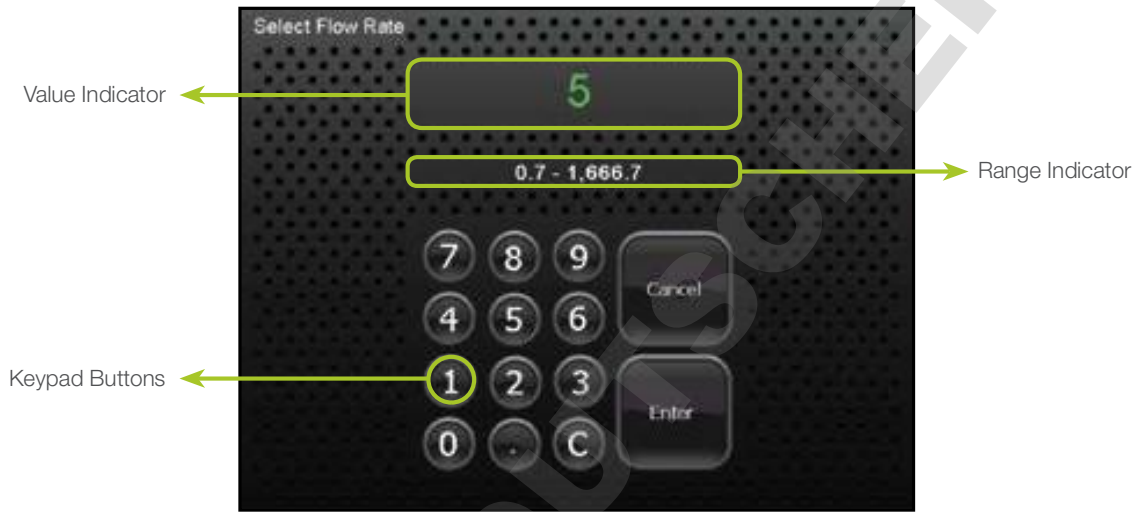 Select Flow Rate
Value Indicator
5
0.7 - 1,666.7
Range Indicator
7 8 9
Cancel
4 5 6
Keypad Buttons
1 2 3
Enter
0 . C